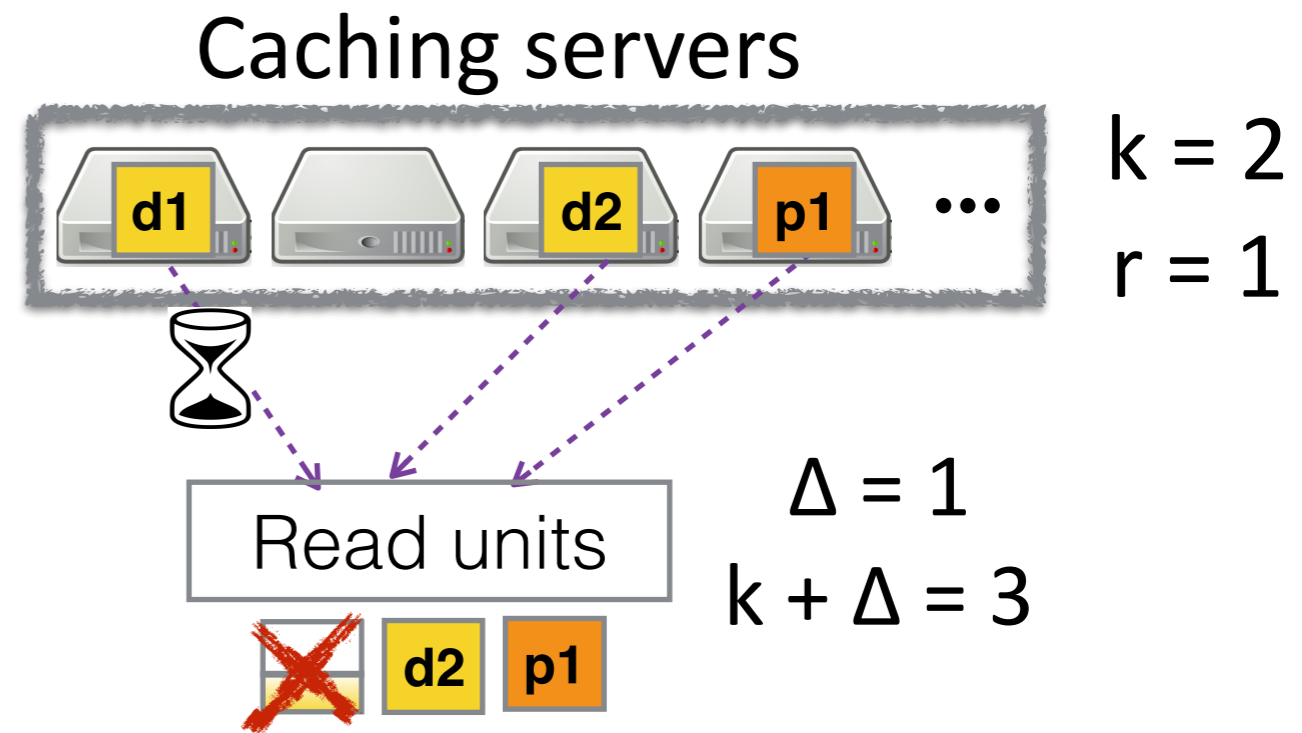 Caching servers
d1
d2
p1
...
k = 2
r = 1
Δ = 1
k + Δ = 3
Read units
d2
p1